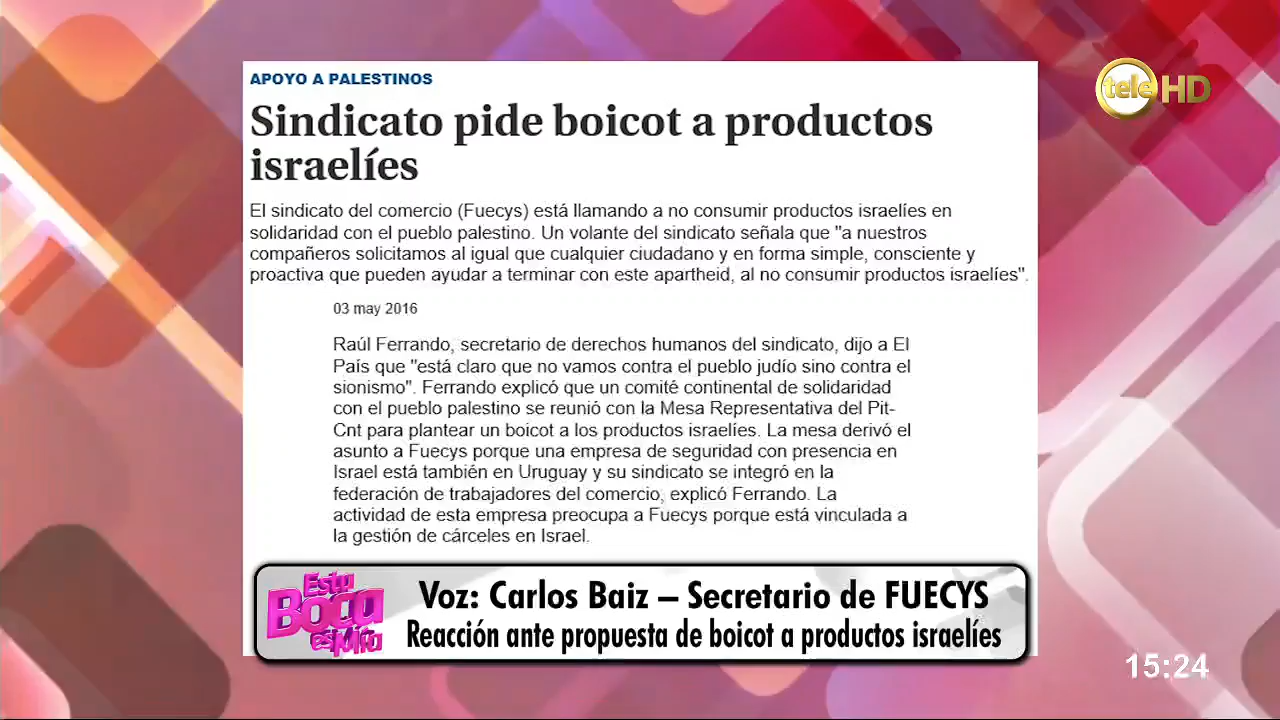 APOYO A PALESTINOS
tele HD
Sindicato pide boicot a productos
israelíes
El sindicato del comercio (Fuecys) está llamando a no consumir productos israelíes en
solidaridad con el pueblo palestino. Un volante del sindicato señala que "a nuestros
compañeros solicitamos al igual que cualquier ciudadano y en forma simple, consciente y
proactiva que pueden ayudar a terminar con este apartheid, al no consumir productos israelíes".
03 may 2016
Raúl Ferrando, secretario de derechos humanos del sindicato, dijo a El
País que "está claro que no vamos contra el pueblo judío sino contra el
sionismo". Ferrando explicó que un comité continental de solidaridad
con el pueblo palestino se reunió con la Mesa Representativa del Pit-
Cnt para plantear un boicot a los productos israelíes. La mesa derivó el
asunto a Fuecys porque una empresa de seguridad con presencia en
Israel está también en Uruguay y su sindicato se integró en la
federación de trabajadores del comercio, explicó Ferrando. La
actividad de esta empresa preocupa a Fuecys porque está vinculada a
la gestión de cárceles en Israel.
Esta
Boca
es Mía
Voz: Carlos Baiz – Secretario de FUECYS
Reacción ante propuesta de boicot a productos israelíes
15:24